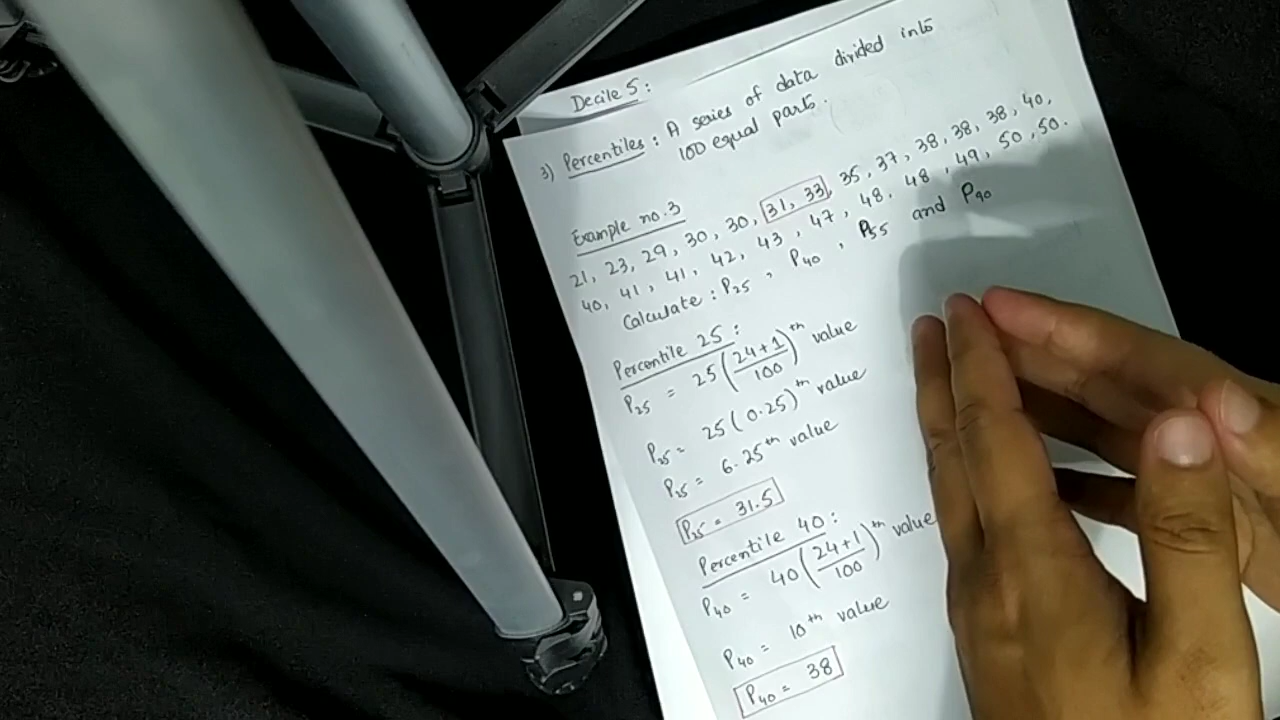 Decile 5:
3) Percentiles: A series of data divided into
100 equal parts.
Example no.3
21, 23, 29, 30, 30, 31, 33, 35, 37, 38, 38, 38, 40,
40, 41, 41, 42, 43, 47, 48, 48, 49, 50, 50.
Calculate : P25 , P40 , P55 and P90
Percentile 25 :
P25 = 25 (24+1/100)th value
P25 = 25 (0.25)th value
P25 = 6.25th value
P25 = 31.5
Percentile 40 :
P40 = 40 (24+1/100)th value
P40 = 10th value
P40 = 38